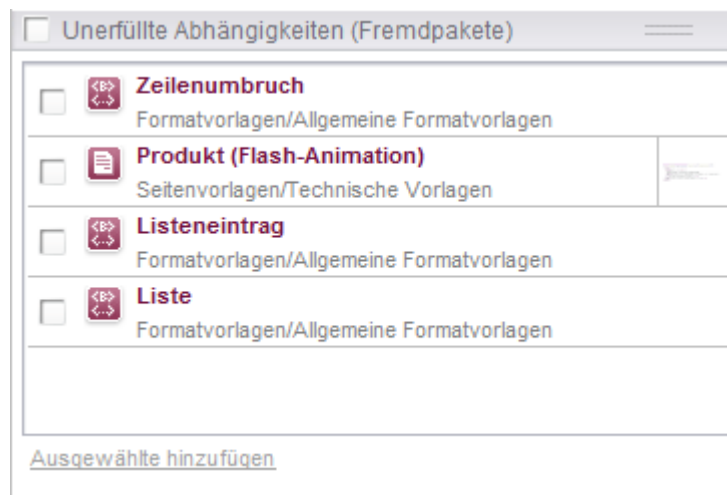 Unerfüllte Abhängigkeiten (Fremdpakete)
Zeilenumbruch
Formatvorlagen/Allgemeine Formatvorlagen
Produkt (Flash-Animation)
Seitenvorlagen/Technische Vorlagen
Listeneintrag
Formatvorlagen/Allgemeine Formatvorlagen
Liste
Formatvorlagen/Allgemeine Formatvorlagen
Ausgewählte hinzufügen